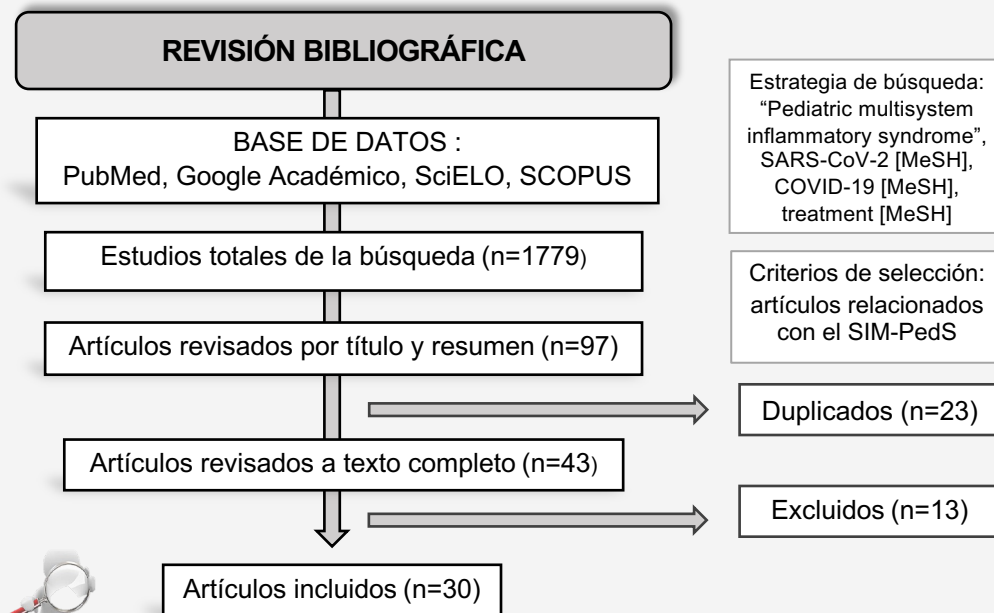 REVISIÓN BIBLIOGRÁFICA
BASE DE DATOS :
PubMed, Google Académico, SciELO, SCOPUS
Estudios totales de la búsqueda (n=1779)
Artículos revisados por título y resumen (n=97)
Artículos revisados a texto completo (n=43)
Artículos incluidos (n=30)
Estrategia de búsqueda:
“Pediatric multisystem
inflammatory syndrome”,
SARS-CoV-2 [MeSH],
COVID-19 [MeSH],
treatment [MeSH]
Criterios de selección:
artículos relacionados
con el SIM-PedS
Duplicados (n=23)
Excluidos (n=13)